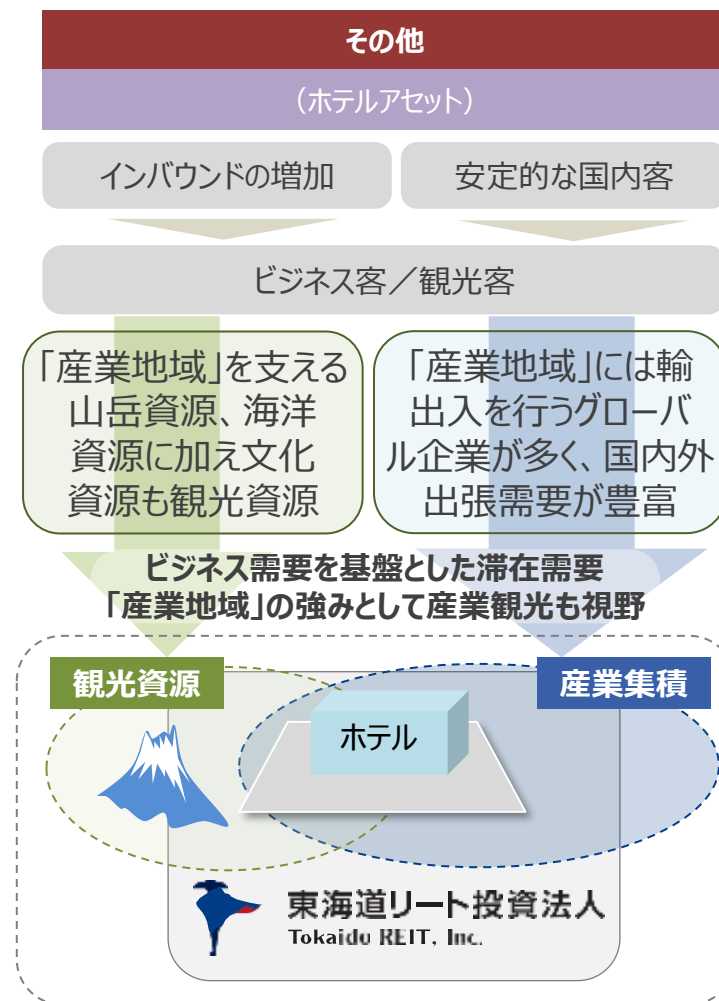 その他
（ホテルアセット）
インバウンドの増加
安定的な国内客
ビジネス客／観光客
「産業地域」を支える
山岳資源、海洋
資源に加え文化
資源も観光資源
「産業地域」には輸
出入を行うグローバ
ル企業が多く、国内外
出張需要が豊富
ビジネス需要を基盤とした滞在需要
「産業地域」の強みとして産業観光も視野
観光資源
産業集積
ホテル
東海道リート投資法人
Tokaido REIT, Inc.